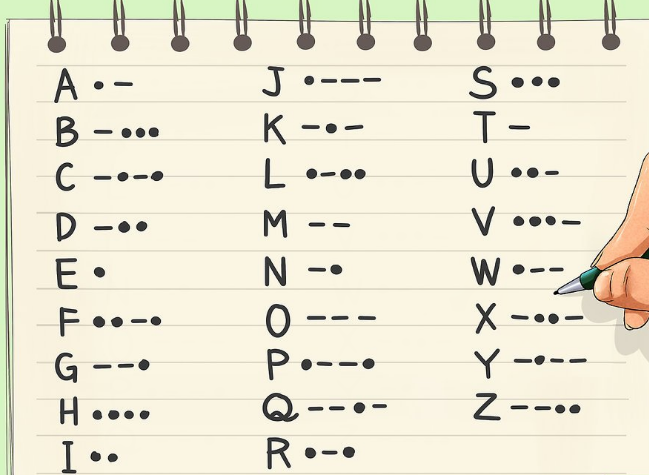 A •–
B –•••
C –•–•
D –••
E •
F ••–•
G ––•
H ••••
I ••
J •–––
K –•–
L •–••
M ––
N –•
O –––
P •––•
Q ––•–
R •–•
S •••
T –
U ••–
V •••–
W •––
X –••–
Y –•––
Z ––••